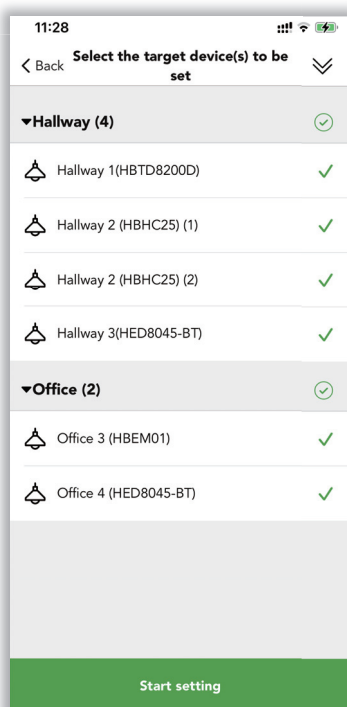 11:28
Back
Select the target device(s) to be
set
Hallway (4)
Hallway 1(HBTD8200D)
Hallway 2 (HBHC25) (1)
Hallway 2 (HBHC25) (2)
Hallway 3(HED8045-BT)
Office (2)
Office 3 (HBEM01)
Office 4 (HED8045-BT)
Start setting